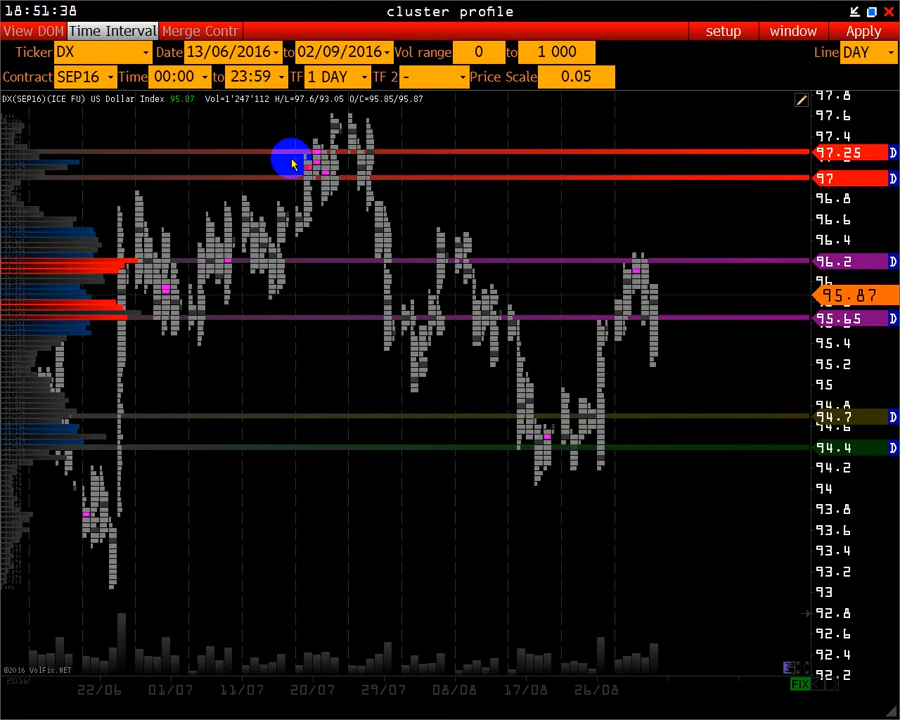 18:51:38 cluster profile
View DOM Time Interval Merge Contr setup window Apply
Ticker DX Date 13/06/2016 to 02/09/2016 Vol range 0 to 1 000 Line DAY
Contract SEP16 Time 00:00 to 23:59 TF 1 DAY TF 2 - Price Scale 0.05
DX(SEP16)(ICE FU) US Dollar Index 95.87 Vol=1'247'112 H/L=97.6/93.05 O/C=95.85/95.87
97.8
97.6
97.4
97.25 D
97 D
96.8
96.6
96.4
96.2 D
96
95.87
95.65 D
95.4
95.2
95
94.8
94.7 D
94.6
94.4 D
94.2
94
93.8
93.6
93.4
93.2
93
92.8
92.6
92.4
92.2
©2016 VolFix.NET
2016
22/06 01/07 11/07 20/07 29/07 08/08 17/08 26/08
FIX